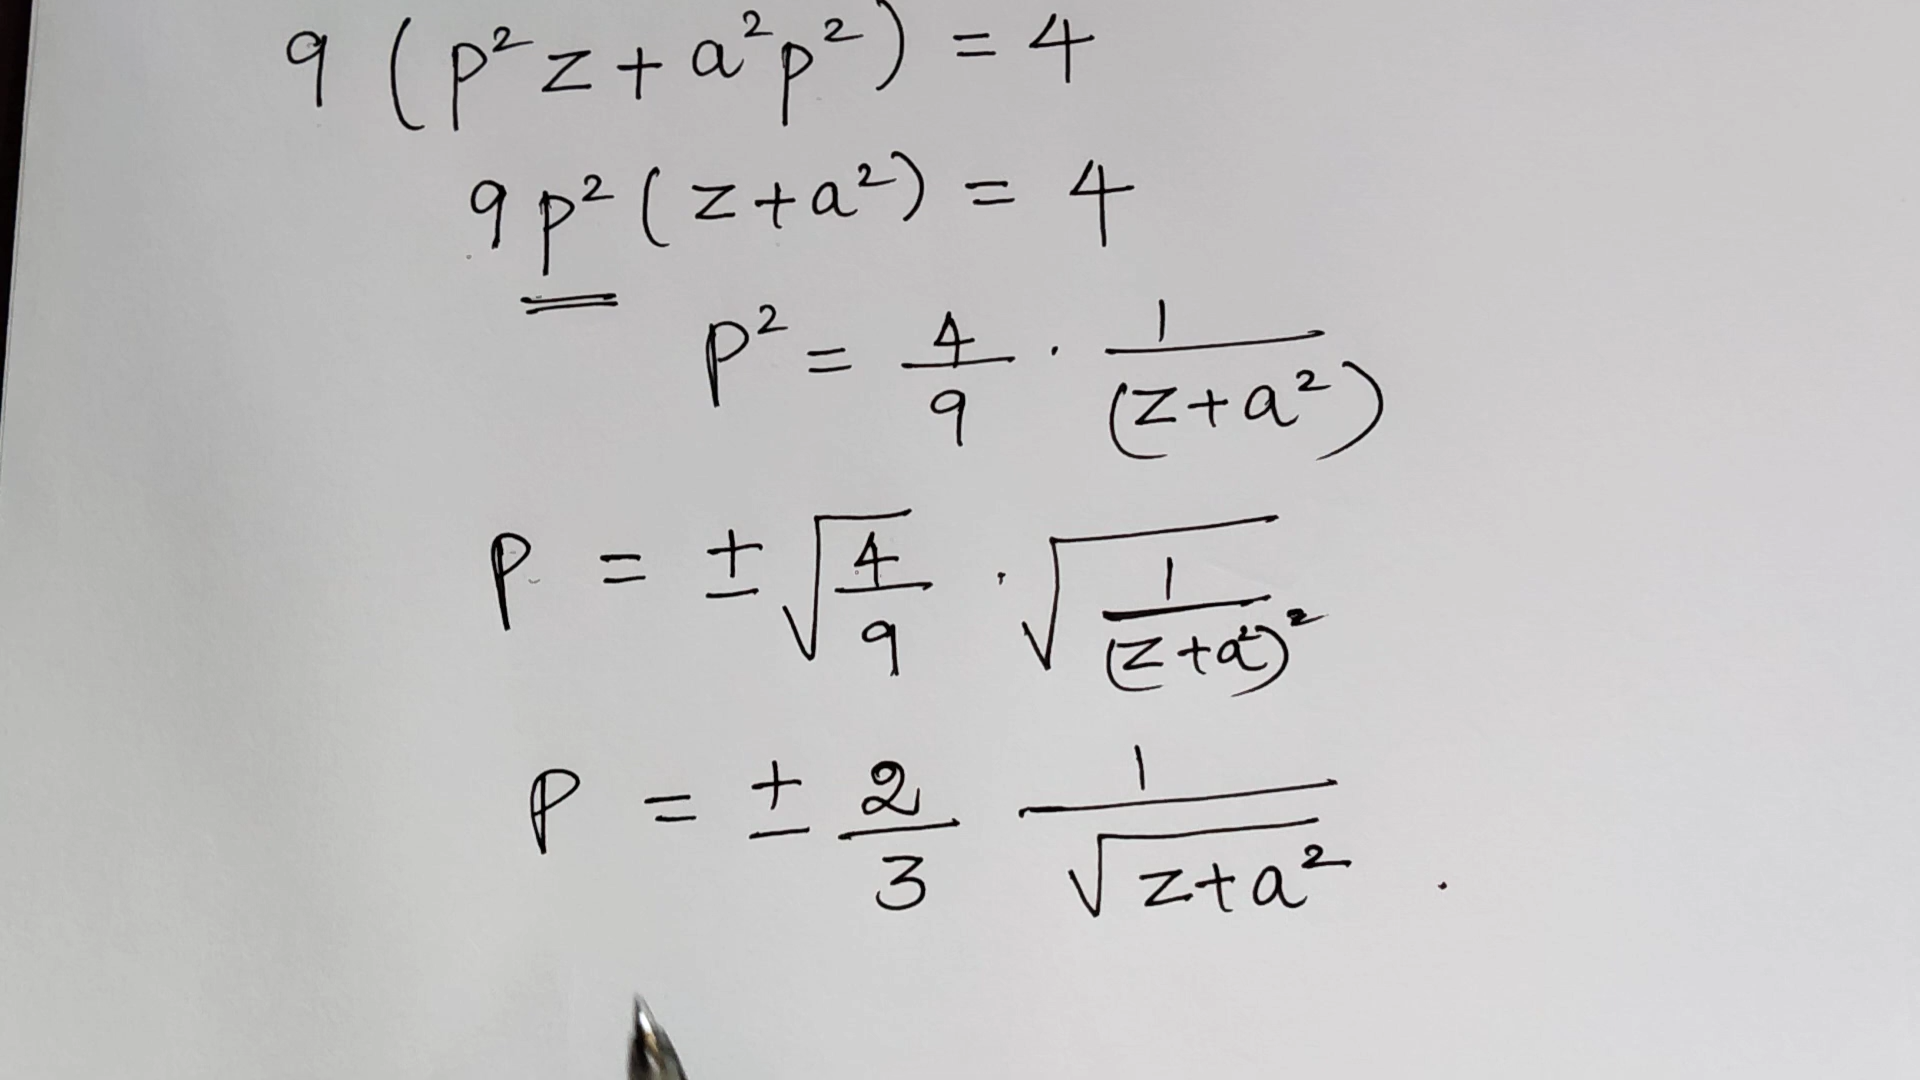 9 (p²z + a²p²) = 4
9p² (z + a²) = 4
p² = 4/9 · 1/(z + a²)
p = ± √(4/9) · √(1/(z + a²)²)
p = ± 2/3 1/√(z + a²) .